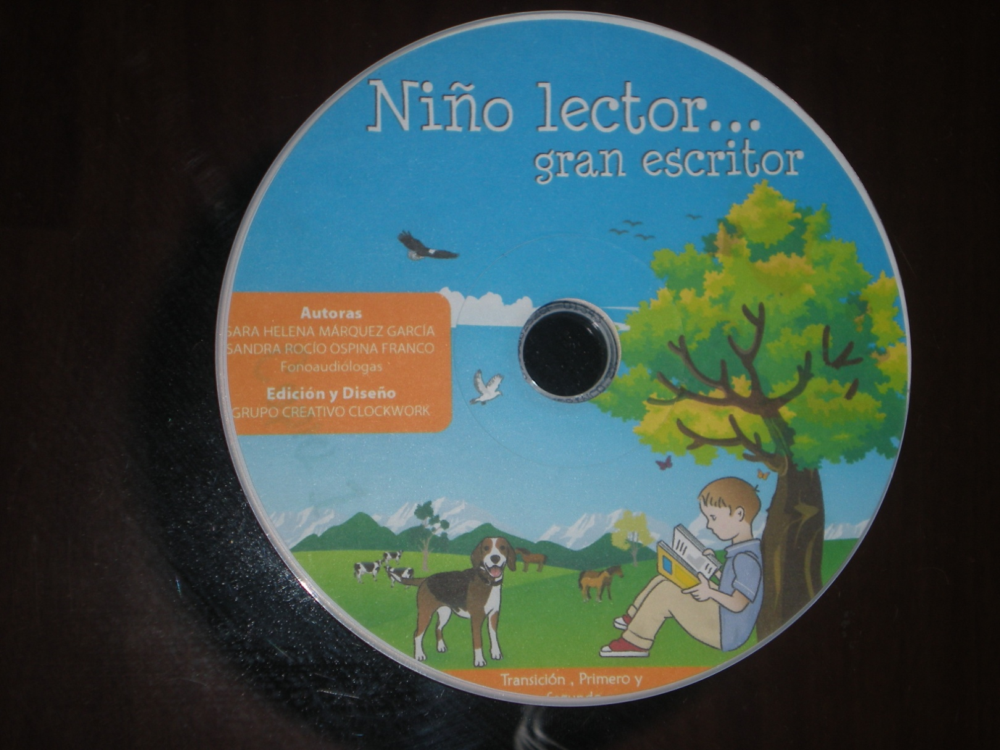 Niño lector...
gran escritor
Autoras
SARA HELENA MÁRQUEZ GARCÍA
SANDRA ROCÍO OSPINA FRANCO
Fonoaudiólogas
Edición y Diseño
GRUPO CREATIVO CLOCKWORK
Transición , Primero y
Segundo